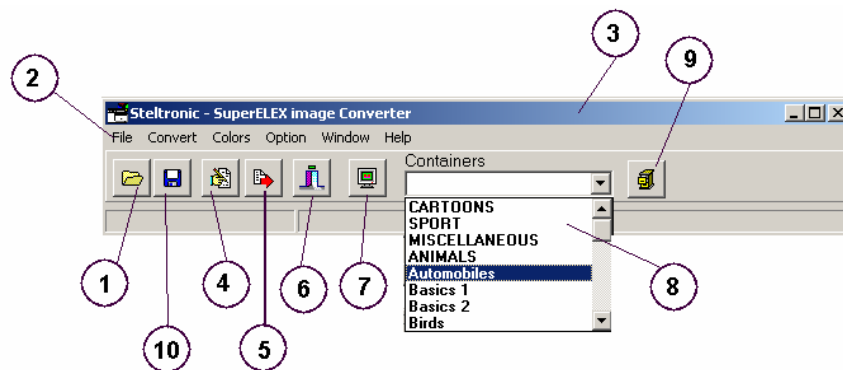 3
9
2
Steltronic - SuperELEX image Converter
File Convert Colors Option Window Help
Containers
CARTOONS
SPORT
MISCELLANEOUS
ANIMALS
Automobiles
Basics 1
Basics 2
Birds
1
4
6
7
8
10
5